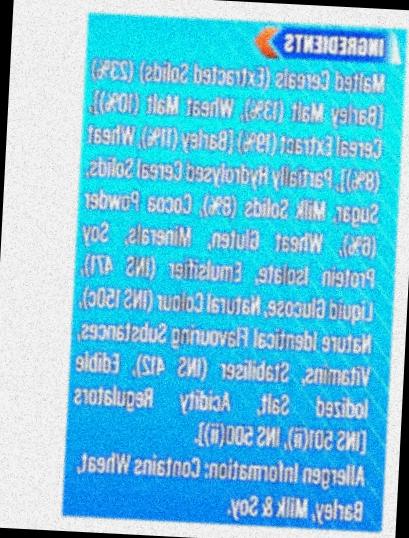 INGREDIENTS
Malted Cereals (Extracted Solids) (23%)
[Barley Malt (13%), Wheat Malt (10%)],
Cereal Extract (19%) [Barley (11%), Wheat
(8%)], Partially Hydrolysed Cereal Solids,
Sugar, Milk Solids (8%), Cocoa Powder
(6%), Wheat Gluten, Minerals, Soy
Protein Isolate, Emulsifier (INS 471),
Liquid Glucose, Natural Colour (INS 150c),
Nature Identical Flavouring Substances,
Vitamins, Stabiliser (INS 412), Edible
Iodized Salt, Acidity Regulators
[INS 501(ii), INS 500(ii)].
Allergen Information: Contains Wheat,
Barley, Milk & Soy.